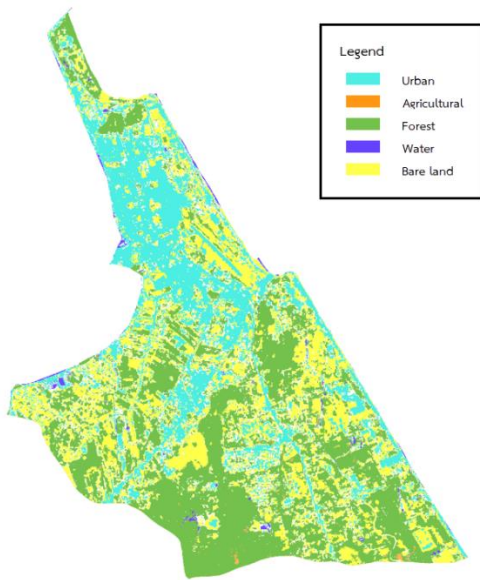 Legend
Urban
Agricultural
Forest
Water
Bare land